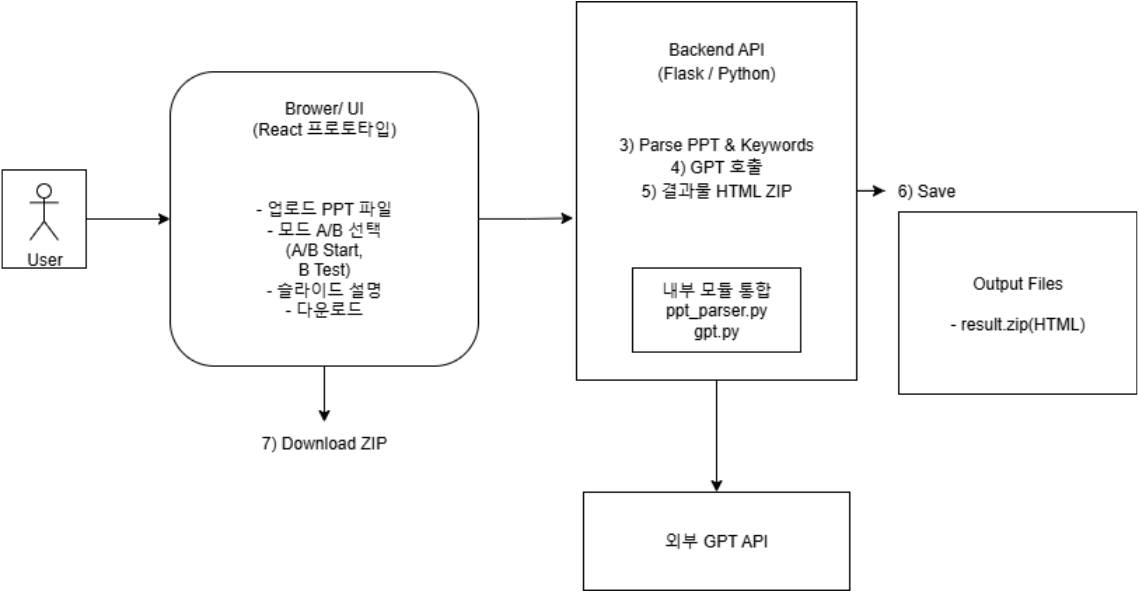 User
Brower/ UI
(React 프로토타입)
- 업로드 PPT 파일
- 모드 A/B 선택
(A/B Start,
B Test)
- 슬라이드 설명
- 다운로드
7) Download ZIP
Backend API
(Flask / Python)
3) Parse PPT & Keywords
4) GPT 호출
5) 결과물 HTML ZIP
내부 모듈 통합
ppt_parser.py
gpt.py
외부 GPT API
6) Save
Output Files
- result.zip(HTML)